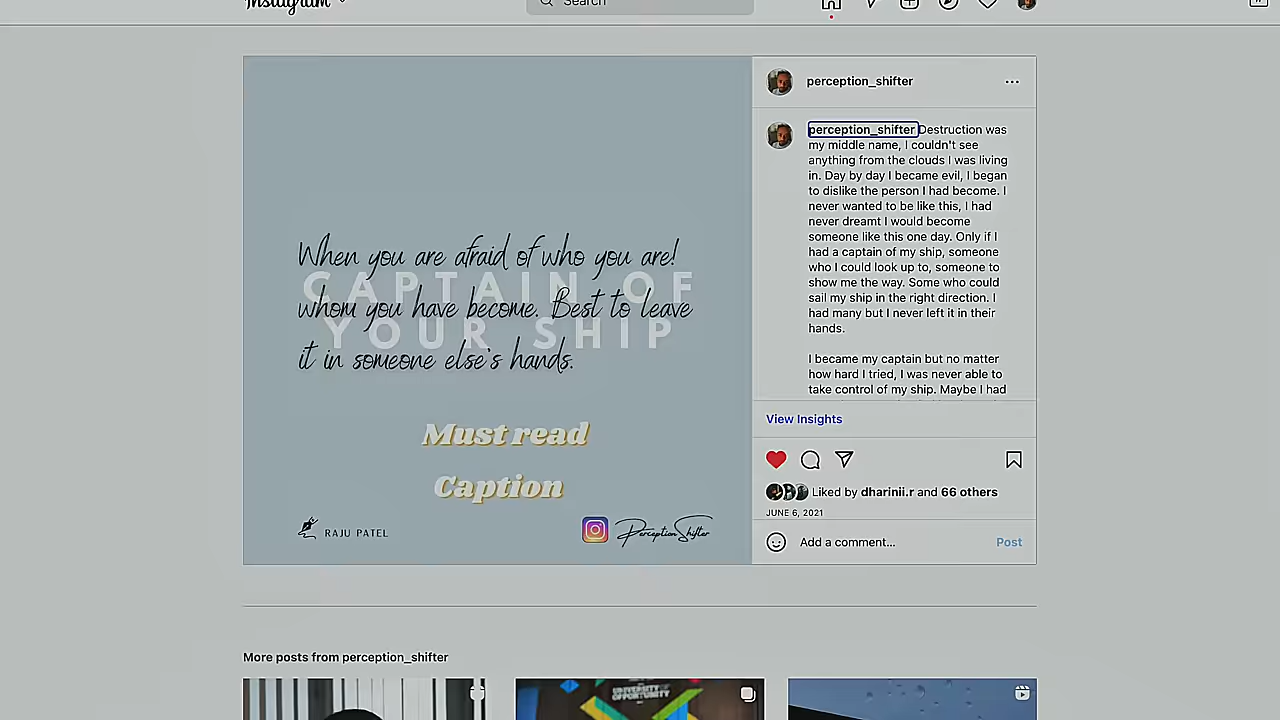 Instagram
Search
When you are afraid of who you are!
CAPTAIN OF
whom you have become. Best to leave
YOUR SHIP
it in someone else's hands.
Must read
Caption
RAJU PATEL
PerceptionShifter
perception_shifter
perception_shifter Destruction was
my middle name, I couldn't see
anything from the clouds I was living
in. Day by day I became evil, I began
to dislike the person I had become. I
never wanted to be like this, I had
never dreamt I would become
someone like this one day. Only if I
had a captain of my ship, someone
who I could look up to, someone to
show me the way. Some who could
sail my ship in the right direction. I
had many but I never left it in their
hands.
I became my captain but no matter
how hard I tried, I was never able to
take control of my ship. Maybe I had
View Insights
Liked by dharinii.r and 66 others
JUNE 6, 2021
Add a comment...
Post
More posts from perception_shifter
UNIVERSITY OF
OPPORTUNITY